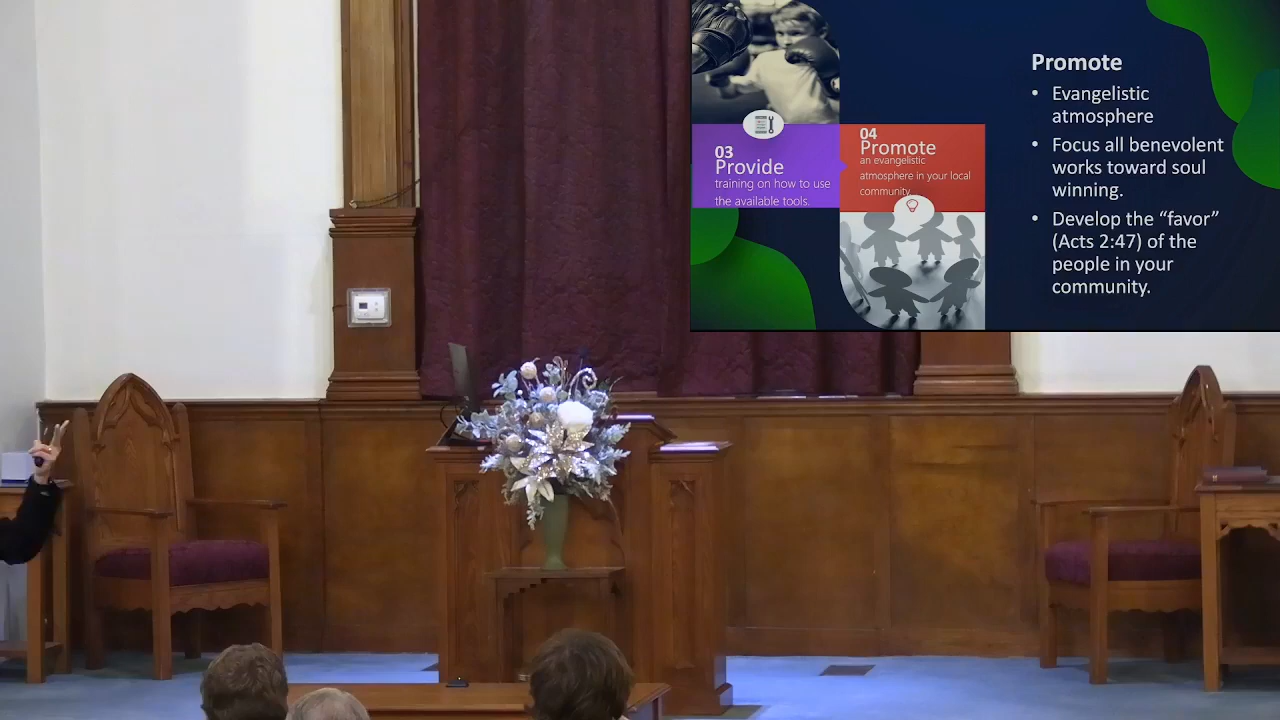 03
Provide
training on how to use
the available tools.
04
Promote
an evangelistic
atmosphere in your local
community.
Promote
• Evangelistic
atmosphere
• Focus all benevolent
works toward soul
winning.
• Develop the “favor”
(Acts 2:47) of the
people in your
community.